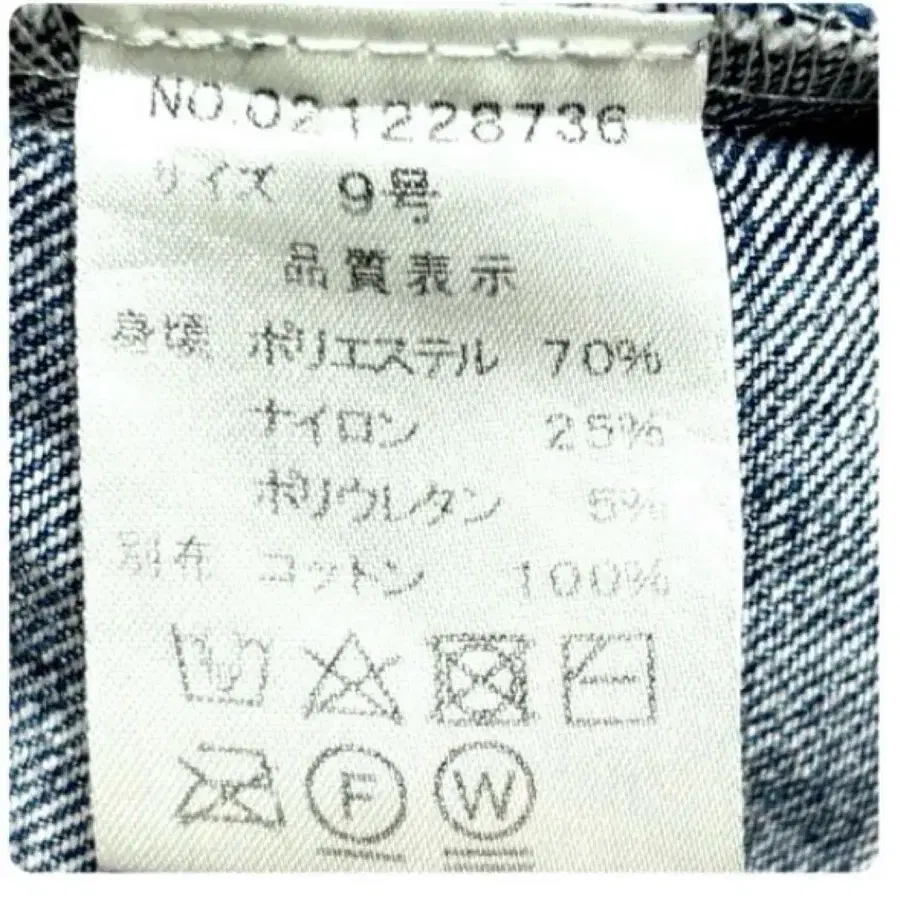 NO.021228736
サイズ 9号
品質表示
身頃 ポリエステル 70%
ナイロン 25%
ポリウレタン 5%
別布 コットン 100%
F W